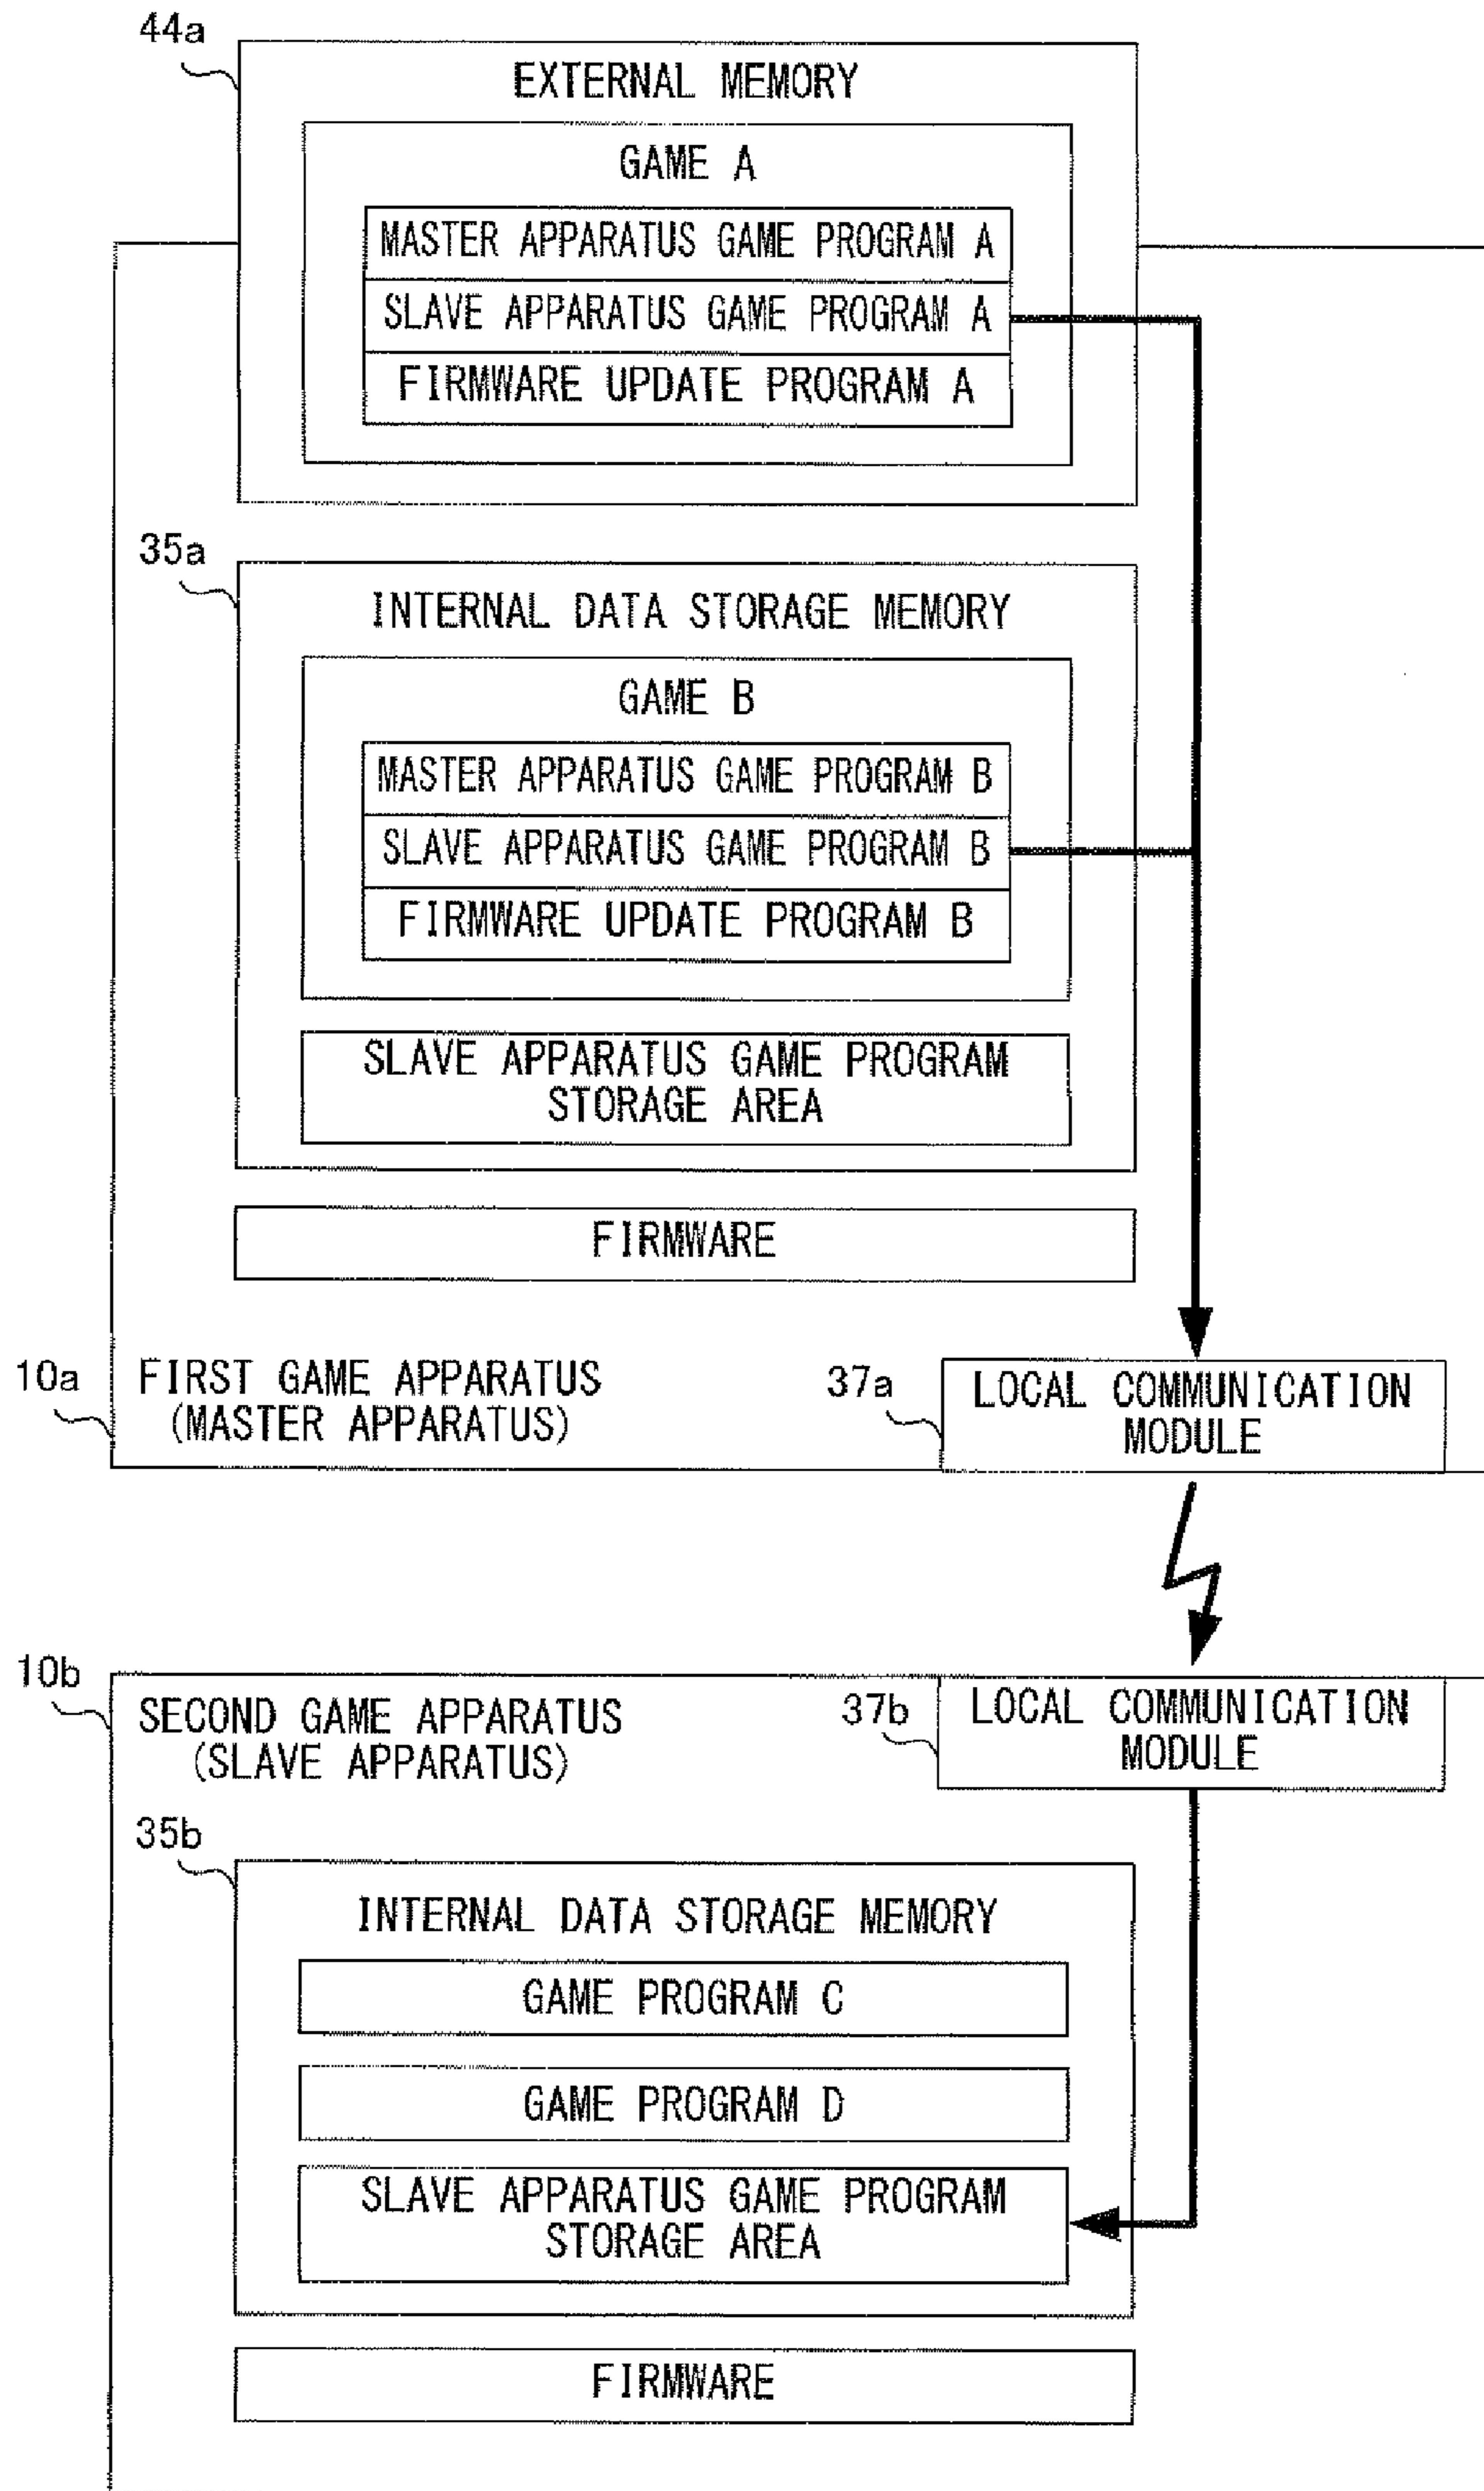 44a
EXTERNAL MEMORY
GAME A
MASTER APPARATUS GAME PROGRAM A
SLAVE APPARATUS GAME PROGRAM A
FIRMWARE UPDATE PROGRAM A
35a
INTERNAL DATA STORAGE MEMORY
GAME B
MASTER APPARATUS GAME PROGRAM B
SLAVE APPARATUS GAME PROGRAM B
FIRMWARE UPDATE PROGRAM B
SLAVE APPARATUS GAME PROGRAM
STORAGE AREA
FIRMWARE
10a
FIRST GAME APPARATUS
(MASTER APPARATUS)
37a
LOCAL COMMUNICATION
MODULE
10b
SECOND GAME APPARATUS
(SLAVE APPARATUS)
37b
LOCAL COMMUNICATION
MODULE
35b
INTERNAL DATA STORAGE MEMORY
GAME PROGRAM C
GAME PROGRAM D
SLAVE APPARATUS GAME PROGRAM
STORAGE AREA
FIRMWARE